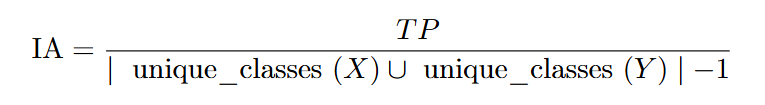 IA = TP / | unique_classes (X) ∪ unique_classes (Y) | −1